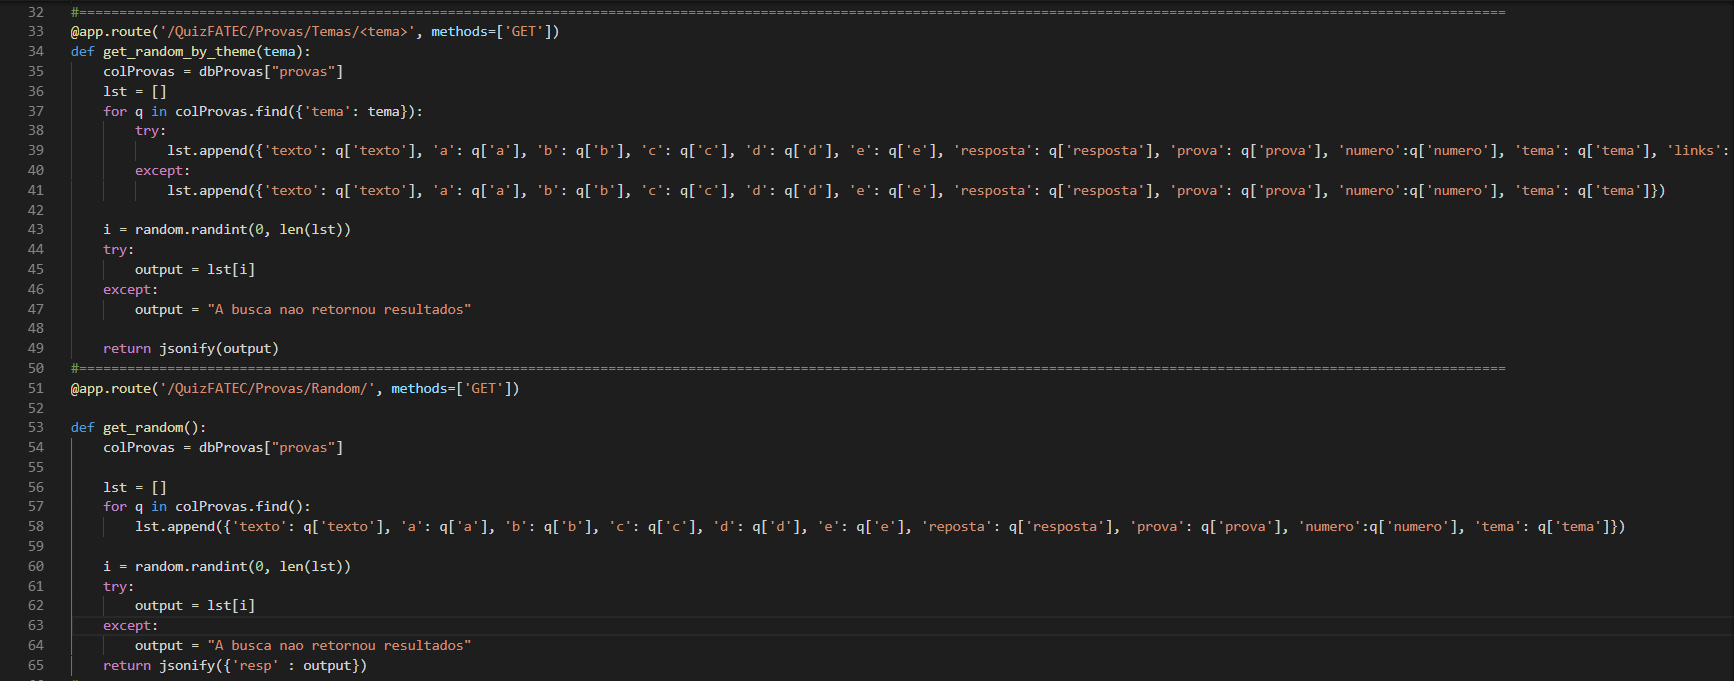 32 #==================================================================================================================================================================================
33 @app.route('/QuizFATEC/Provas/Temas/<tema>', methods=['GET'])
34 def get_random_by_theme(tema):
35 colProvas = dbProvas["provas"]
36 lst = []
37 for q in colProvas.find({'tema': tema}):
38 try:
39 lst.append({'texto': q['texto'], 'a': q['a'], 'b': q['b'], 'c': q['c'], 'd': q['d'], 'e': q['e'], 'resposta': q['resposta'], 'prova': q['prova'], 'numero':q['numero'], 'tema': q['tema'], 'links':
40 except:
41 lst.append({'texto': q['texto'], 'a': q['a'], 'b': q['b'], 'c': q['c'], 'd': q['d'], 'e': q['e'], 'resposta': q['resposta'], 'prova': q['prova'], 'numero':q['numero'], 'tema': q['tema']})
42
43 i = random.randint(0, len(lst))
44 try:
45 output = lst[i]
46 except:
47 output = "A busca nao retornou resultados"
48
49 return jsonify(output)
50 #==================================================================================================================================================================================
51 @app.route('/QuizFATEC/Provas/Random/', methods=['GET'])
52
53 def get_random():
54 colProvas = dbProvas["provas"]
55
56 lst = []
57 for q in colProvas.find():
58 lst.append({'texto': q['texto'], 'a': q['a'], 'b': q['b'], 'c': q['c'], 'd': q['d'], 'e': q['e'], 'reposta': q['resposta'], 'prova': q['prova'], 'numero':q['numero'], 'tema': q['tema']})
59
60 i = random.randint(0, len(lst))
61 try:
62 output = lst[i]
63 except:
64 output = "A busca nao retornou resultados"
65 return jsonify({'resp' : output})